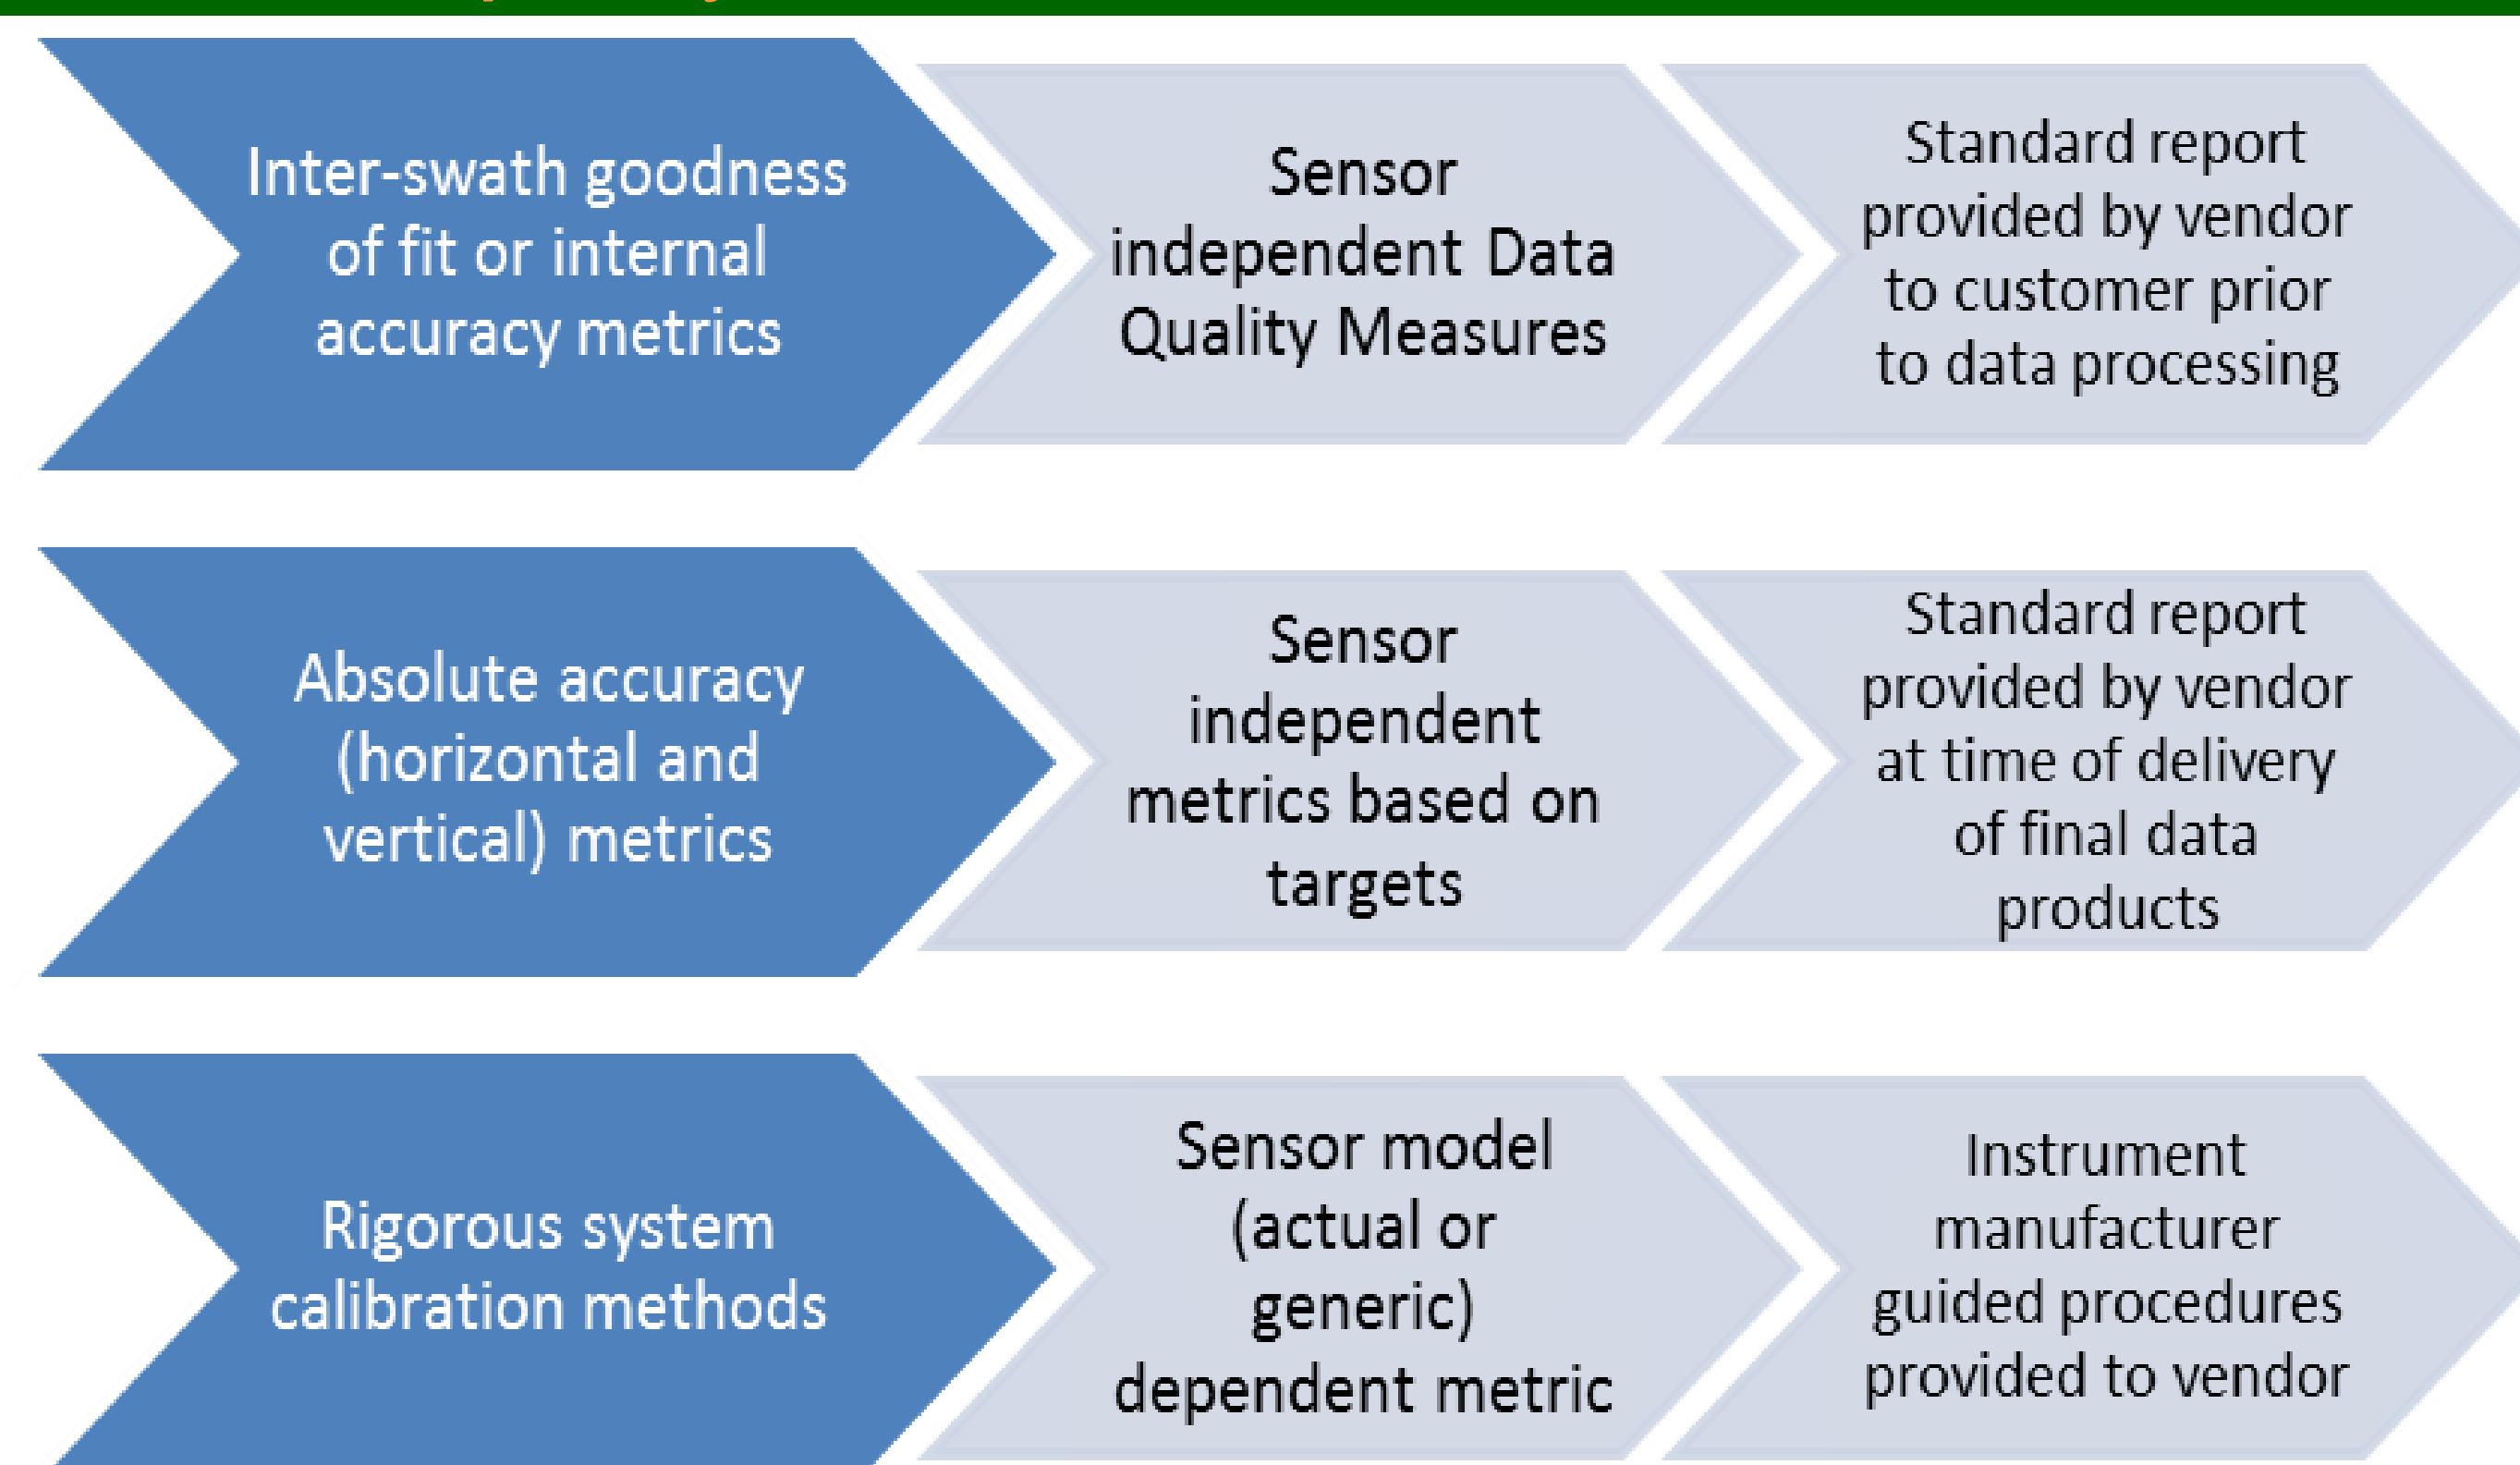 Inter-swath goodness
of fit or internal
accuracy metrics
Sensor
independent Data
Quality Measures
Standard report
provided by vendor
to customer prior
to data processing
Absolute accuracy
(horizontal and
vertical) metrics
Sensor
independent
metrics based on
targets
Standard report
provided by vendor
at time of delivery
of final data
products
Rigorous system
calibration methods
Sensor model
(actual or
generic)
dependent metric
Instrument
manufacturer
guided procedures
provided to vendor